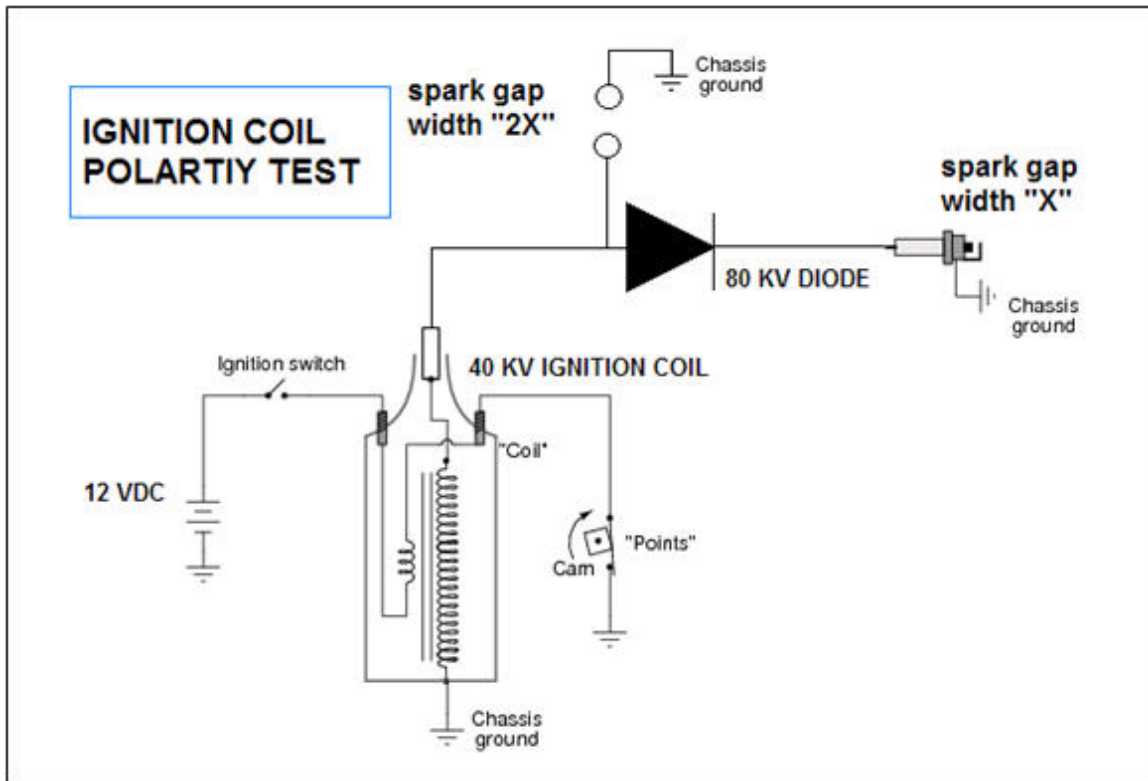 IGNITION COIL
POLARTIY TEST
spark gap
width "2X"
Chassis
ground
spark gap
width "X"
80 KV DIODE
Chassis
ground
Ignition switch
40 KV IGNITION COIL
"Coil"
12 VDC
"Points"
Cam
Chassis
ground